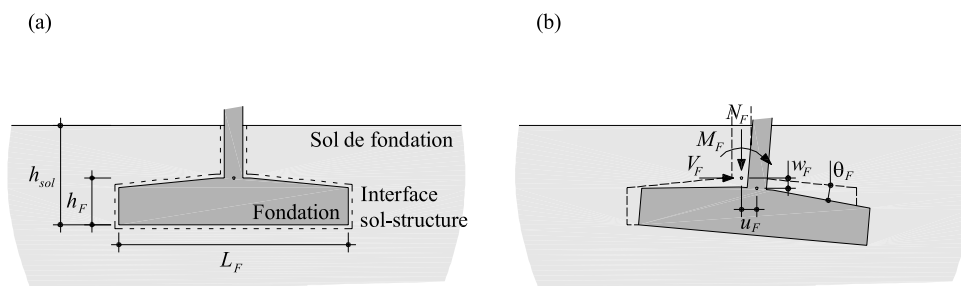 (a)
(b)
Sol de fondation
h_sol
h_F
Interface
sol-structure
Fondation
L_F
N_F
M_F
V_F
w_F
θ_F
u_F